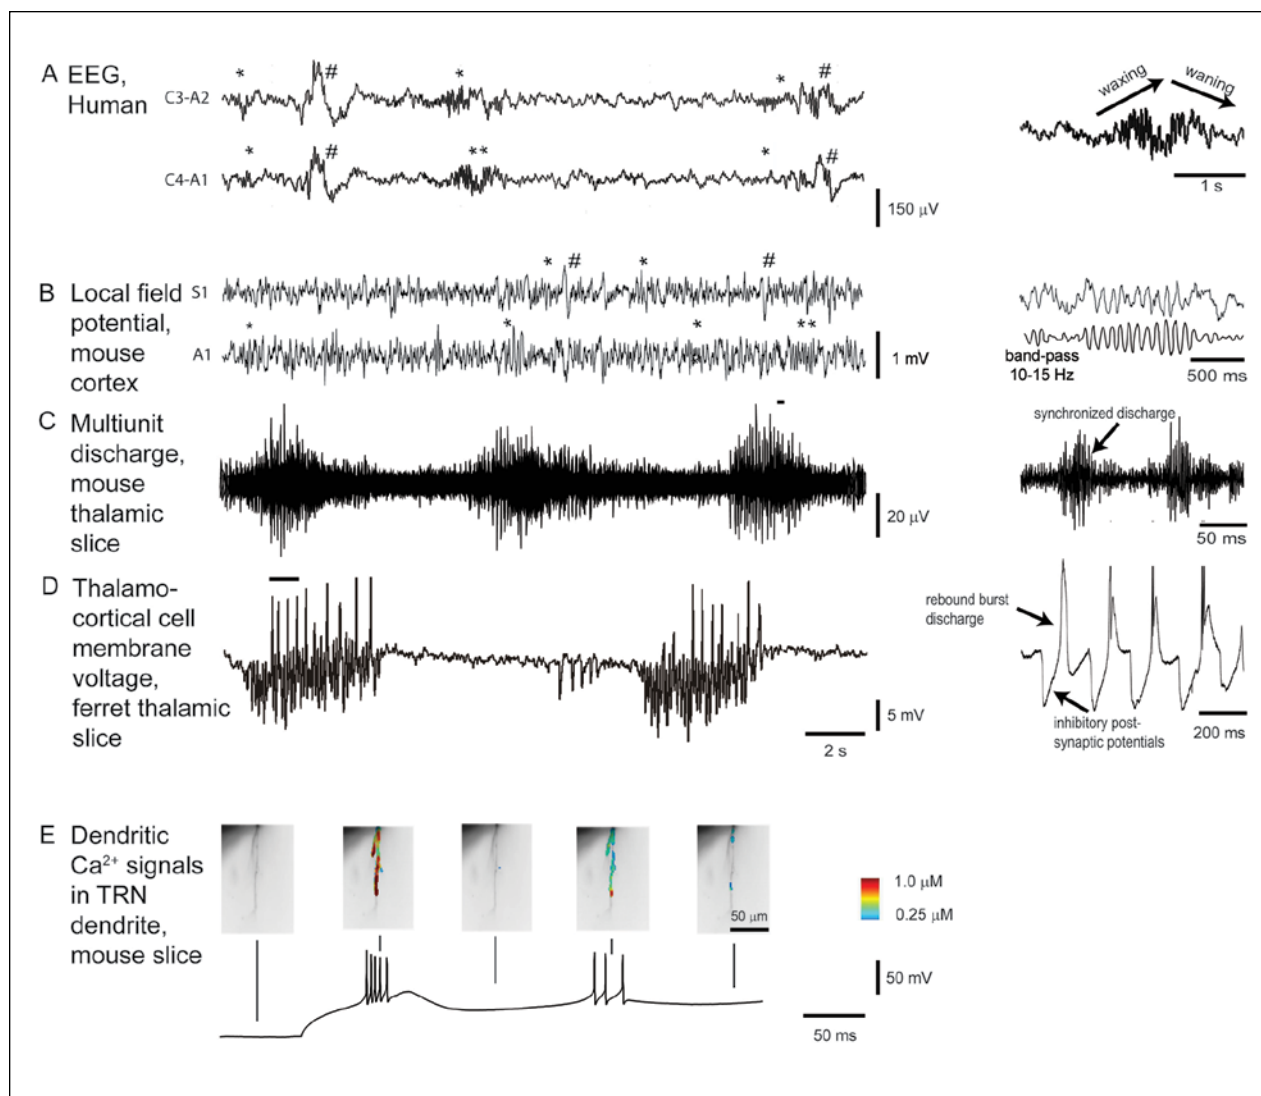 A EEG,
Human
C3-A2
* # * * #
C4-A1
* # ** * #
150 μV
waxing
waning
1 s
B Local field
potential,
mouse
cortex
S1
* # * #
A1
* * * **
1 mV
band-pass
10-15 Hz
500 ms
C Multiunit
discharge,
mouse
thalamic
slice
20 μV
synchronized discharge
50 ms
D Thalamo-
cortical cell
membrane
voltage,
ferret thalamic
slice
5 mV
2 s
rebound burst
discharge
inhibitory post-
synaptic potentials
200 ms
E Dendritic
Ca²⁺ signals
in TRN
dendrite,
mouse slice
50 μm
1.0 μM
0.25 μM
50 mV
50 ms